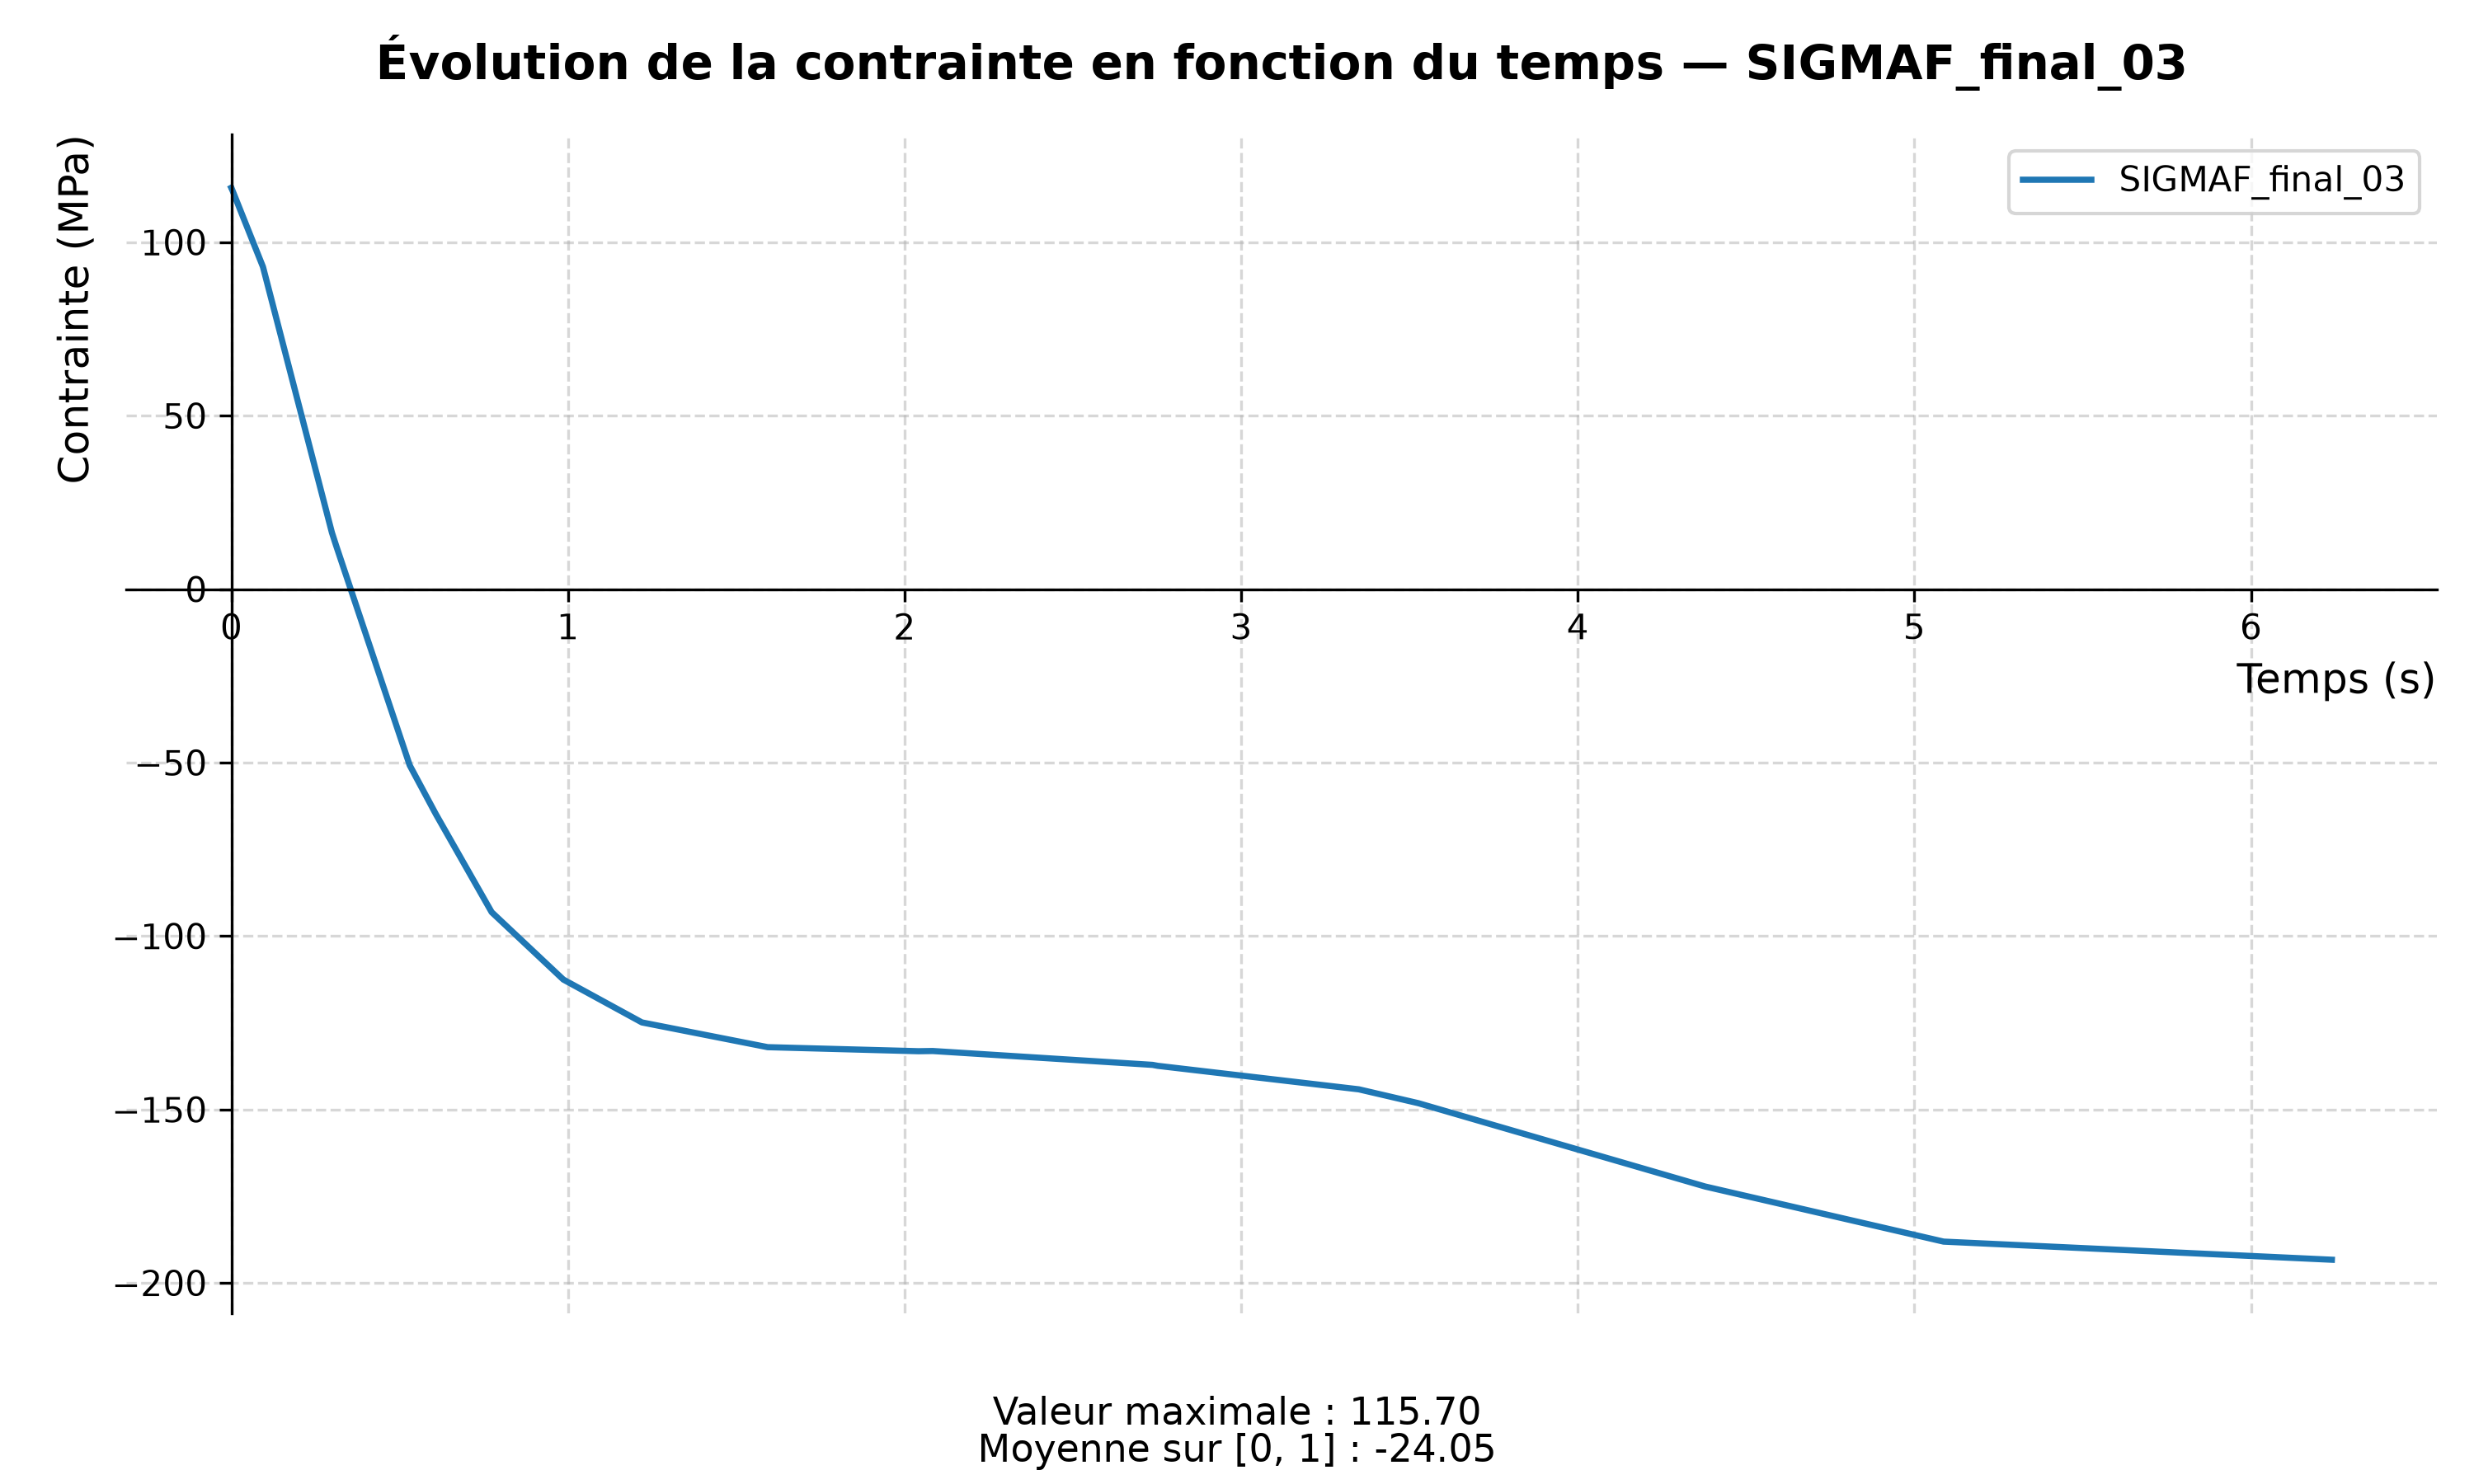 Évolution de la contrainte en fonction du temps — SIGMAF_final_03
Contrainte (MPa)
SIGMAF_final_03
100
50
0
−50
−100
−150
−200
0 1 2 3 4 5 6
Temps (s)
Valeur maximale : 115.70
Moyenne sur [0, 1] : -24.05